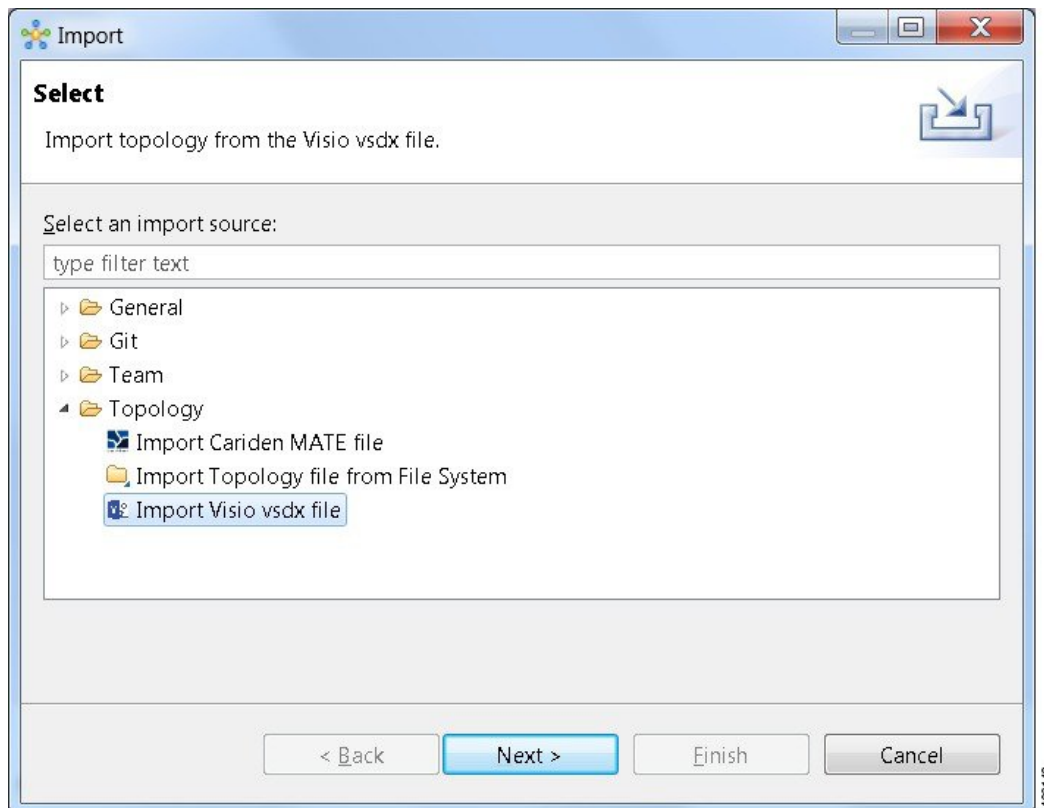 Import
Select
Import topology from the Visio vsdx file.
Select an import source:
type filter text
General
Git
Team
Topology
Import Cariden MATE file
Import Topology file from File System
Import Visio vsdx file
< Back Next > Finish Cancel